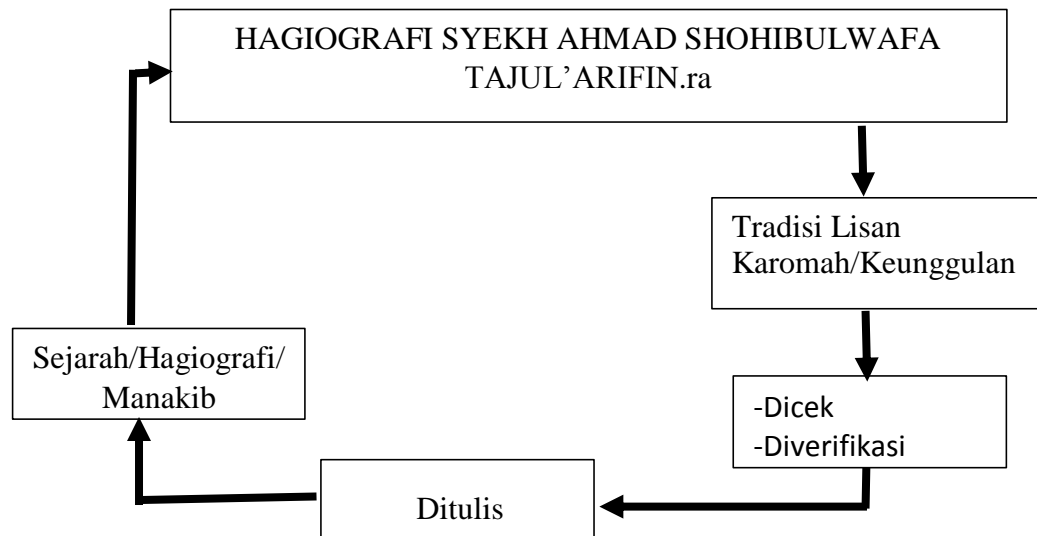 HAGIOGRAFI SYEKH AHMAD SHOHIBULWAFA
TAJUL’ARIFIN.ra
Tradisi Lisan
Karomah/Keunggulan
-Dicek
-Diverifikasi
Ditulis
Sejarah/Hagiografi/
Manakib